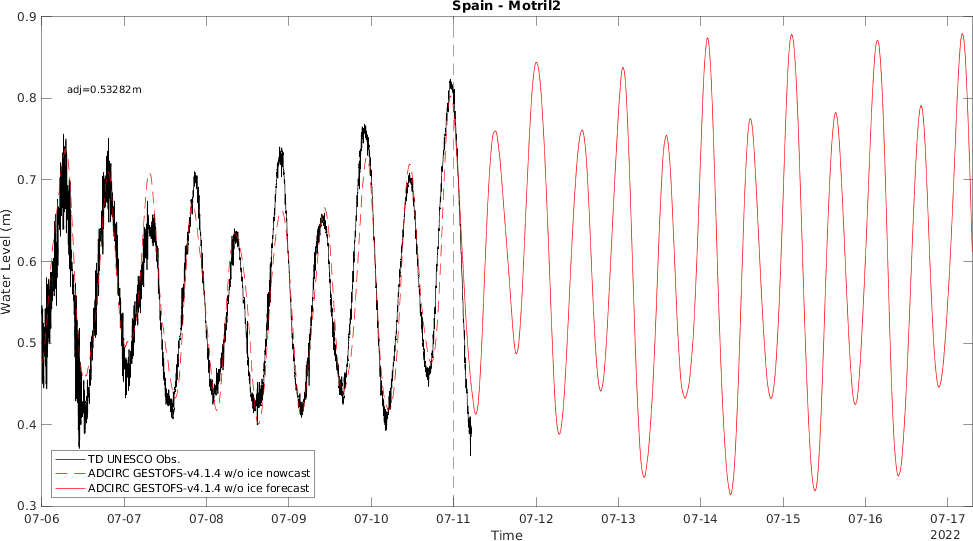 Spain - Motril2
0.9
0.8
0.7
0.6
0.5
0.4
0.3
Water Level (m)
adj=0.53282m
TD UNESCO Obs.
ADCIRC GESTOFS-v4.1.4 w/o ice nowcast
ADCIRC GESTOFS-v4.1.4 w/o ice forecast
07-06 07-07 07-08 07-09 07-10 07-11 07-12 07-13 07-14 07-15 07-16 07-17
Time
2022